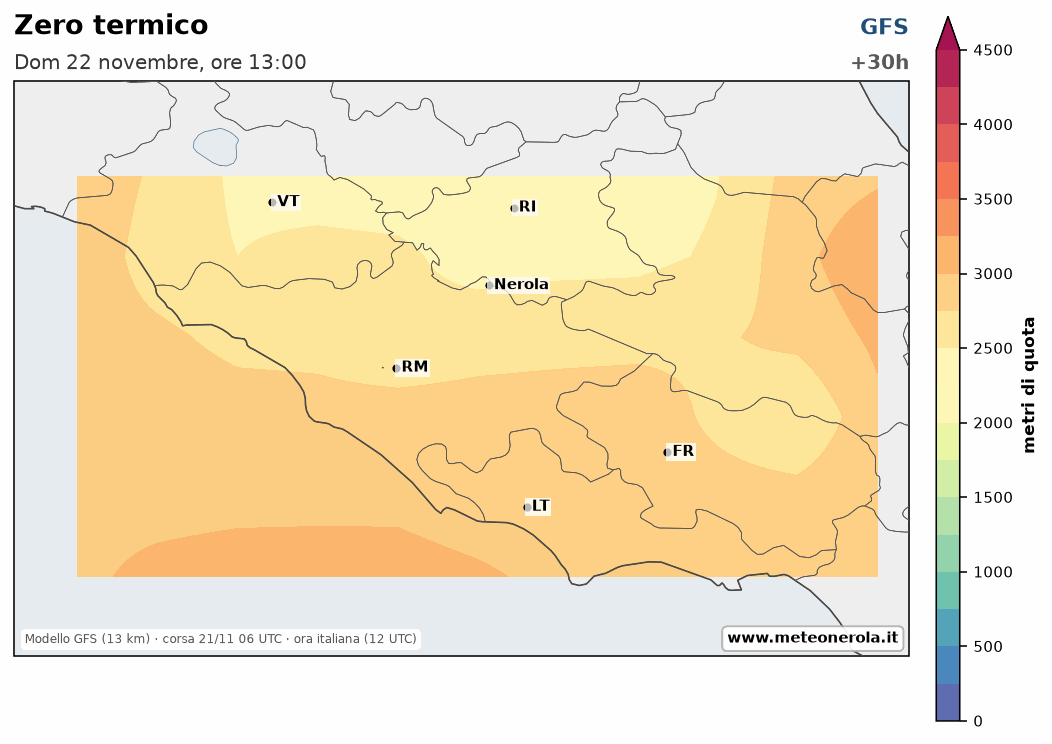 Zero termico
GFS
Dom 22 novembre, ore 13:00
+30h
VT
RI
Nerola
RM
FR
LT
Modello GFS (13 km) · corsa 21/11 06 UTC · ora italiana (12 UTC)
www.meteonerola.it
4500
4000
3500
3000
2500
2000
1500
1000
500
0
metri di quota